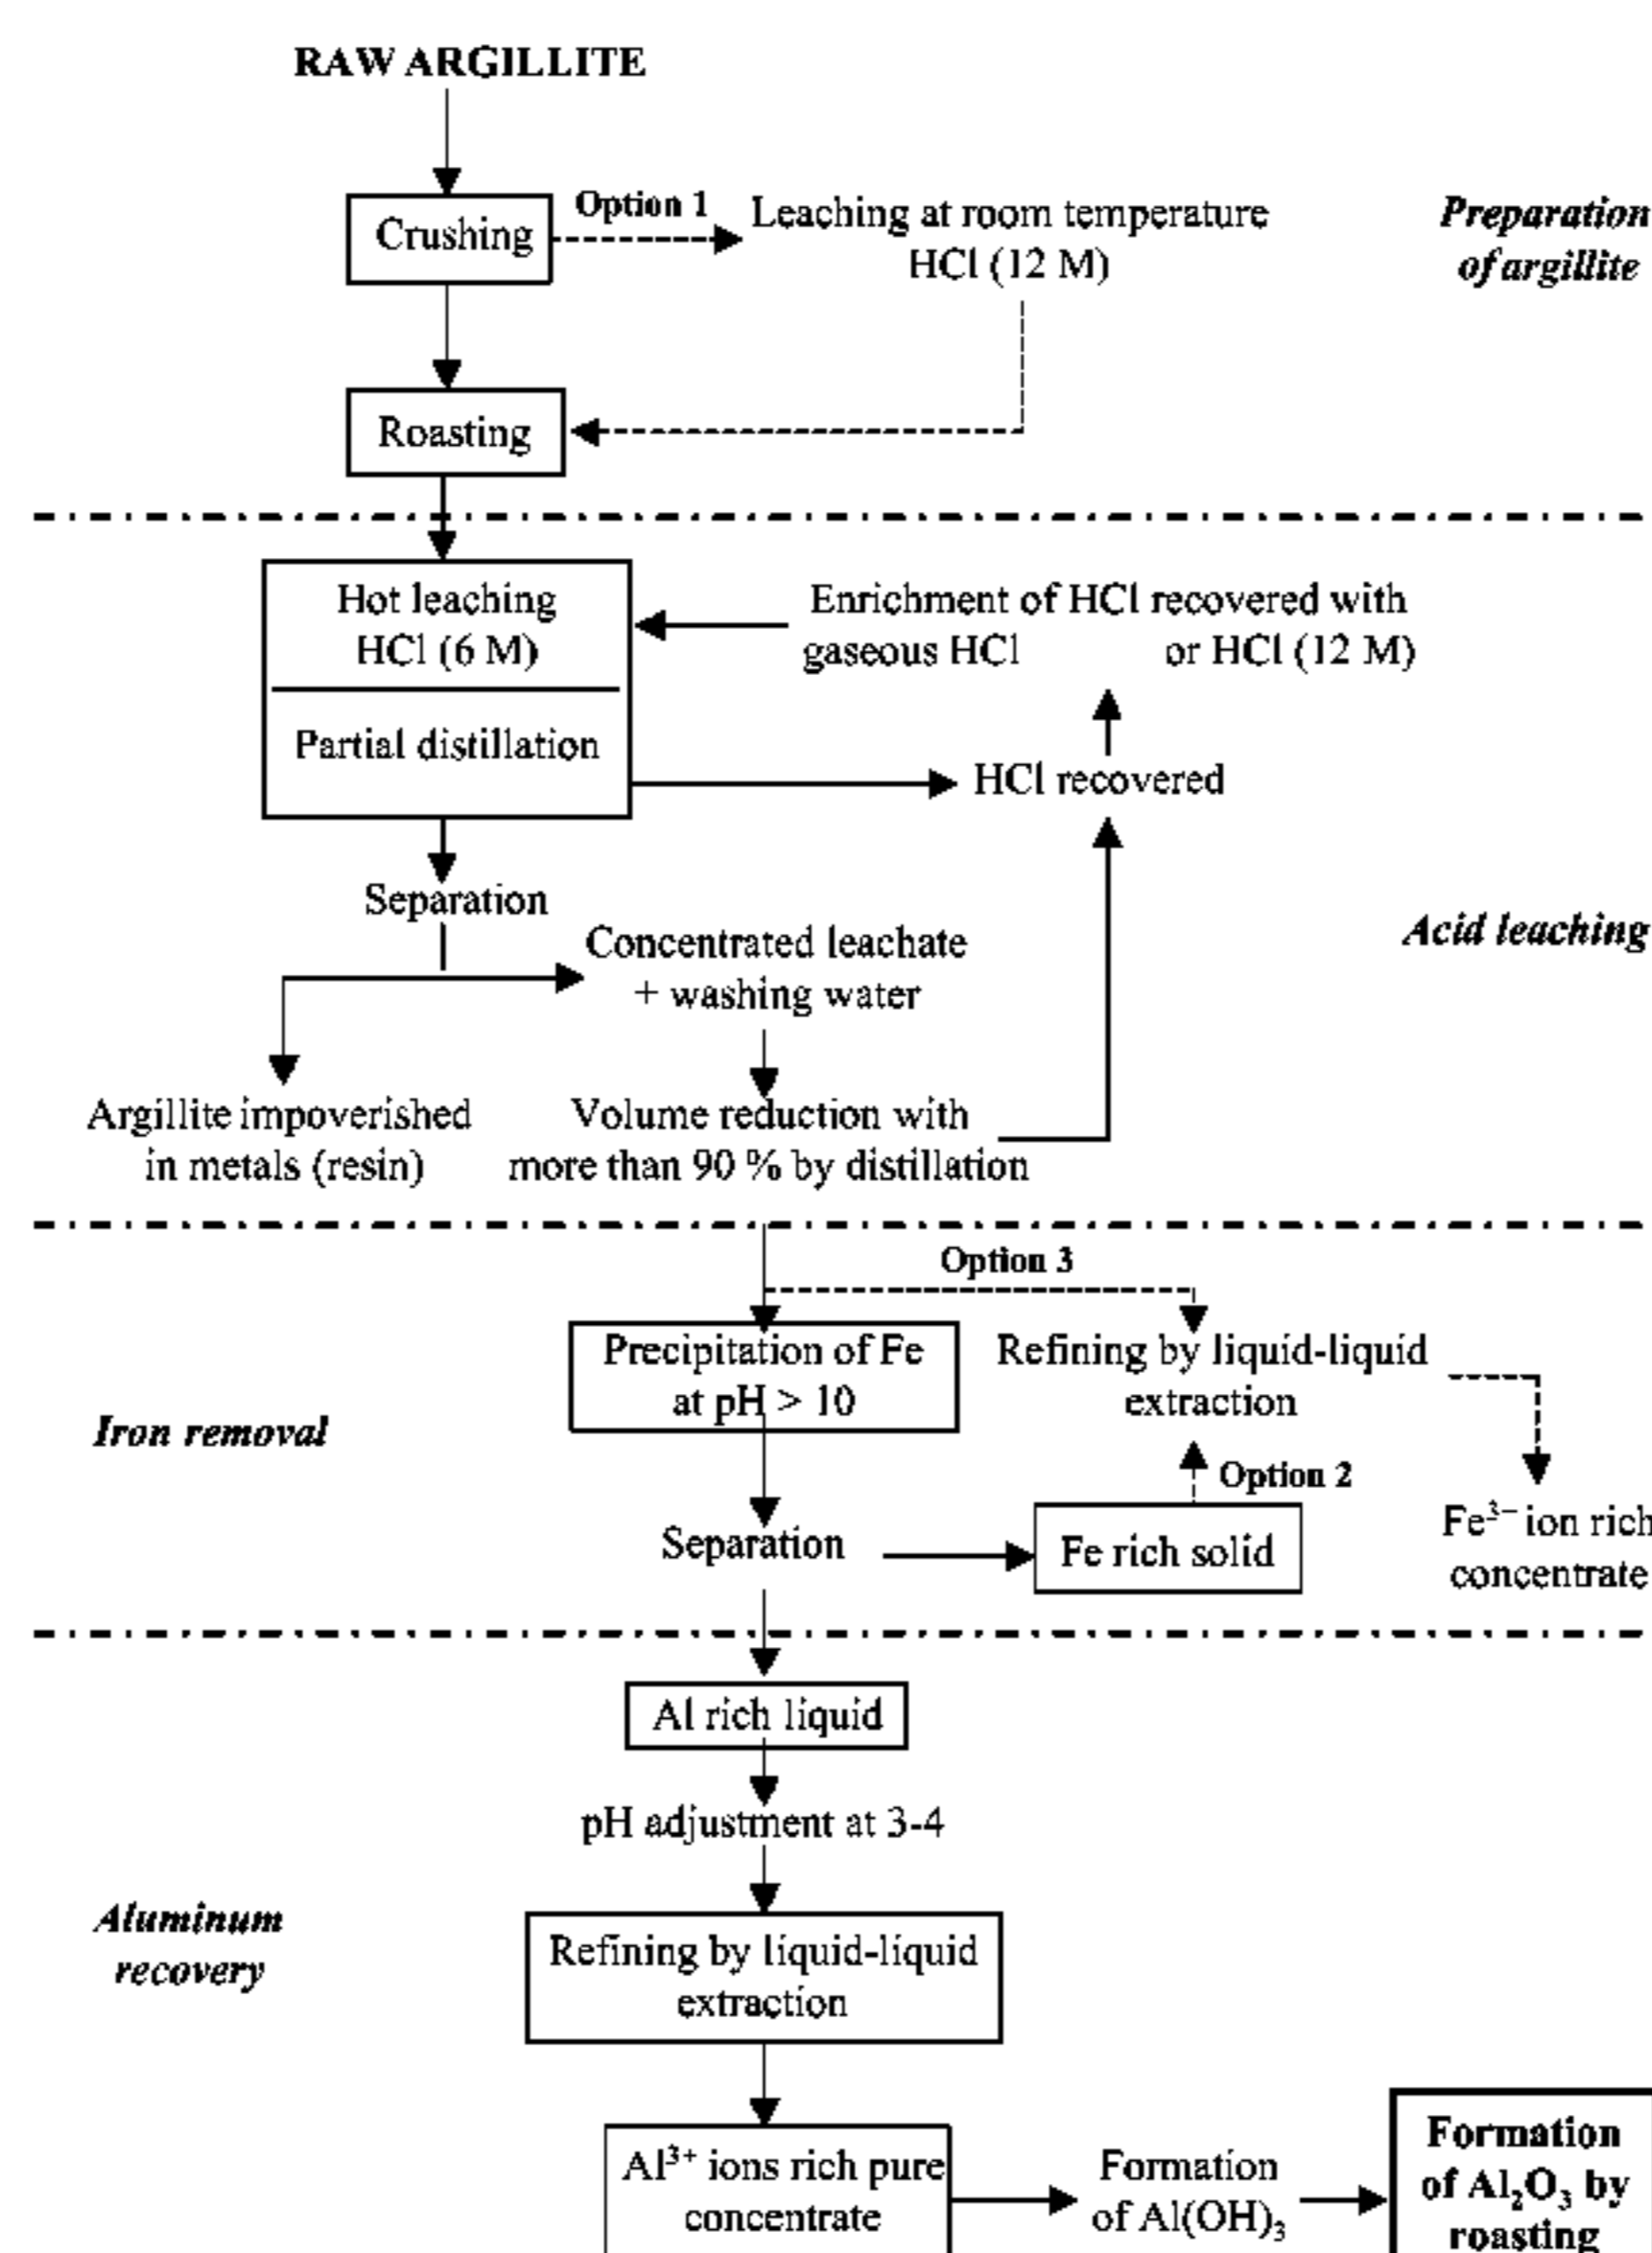 RAW ARGILLITE
Crushing
Option 1
Leaching at room temperature
HCl (12 M)
Preparation
of argillite
Roasting
Hot leaching
HCl (6 M)
Partial distillation
Enrichment of HCl recovered with
gaseous HCl or HCl (12 M)
HCl recovered
Separation
Concentrated leachate
+ washing water
Acid leaching
Argillite impoverished
in metals (resin)
Volume reduction with
more than 90 % by distillation
Option 3
Precipitation of Fe
at pH > 10
Refining by liquid-liquid
extraction
Iron removal
Option 2
Separation
Fe rich solid
Fe³⁻ ion rich
concentrate
Al rich liquid
pH adjustment at 3-4
Aluminum
recovery
Refining by liquid-liquid
extraction
Al³⁺ ions rich pure
concentrate
Formation
of Al(OH)₃
Formation
of Al₂O₃ by
roasting